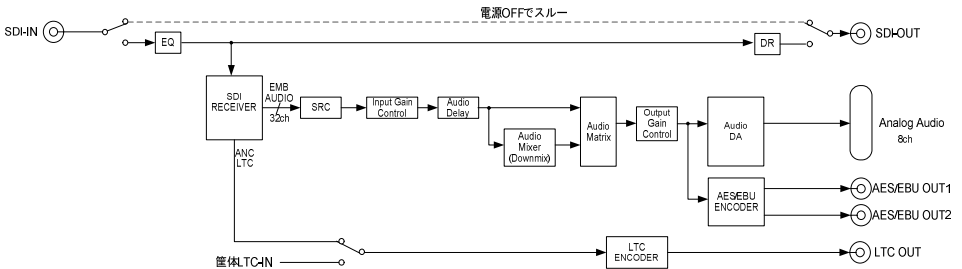 電源OFFでスルー
SDI-IN
SDI-OUT
EQ
DR
SDI
RECEIVER
EMB
AUDIO
32ch
SRC
Input Gain
Control
Audio
Delay
Audio
Mixer
(Downmix)
Audio
Matrix
Output
Gain
Control
Audio
DA
Analog Audio
8ch
ANC
LTC
AES/EBU
ENCODER
AES/EBU OUT1
AES/EBU OUT2
筐体LTC-IN
LTC
ENCODER
LTC OUT